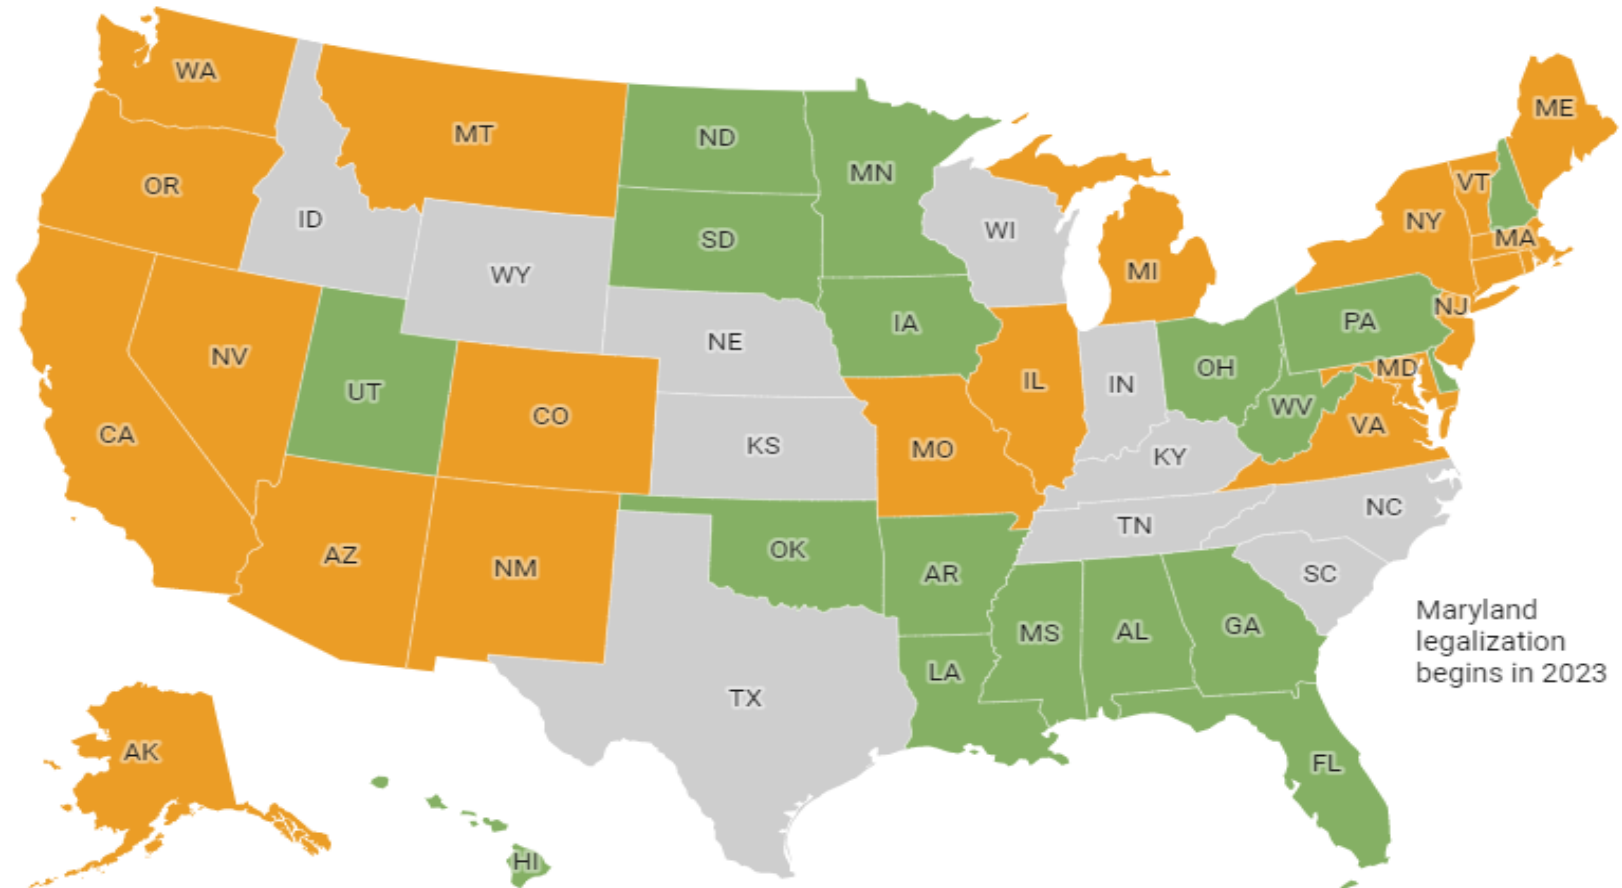 WA
MT
ND
MN
ME
OR
ID
WY
SD
WI
MI
VT
NY
MA
NV
UT
CO
NE
IA
IL
IN
OH
PA
NJ
MD
CA
KS
MO
KY
WV
VA
AZ
NM
OK
AR
TN
NC
SC
MS
AL
GA
LA
TX
FL
AK
HI
Maryland
legalization
begins in 2023